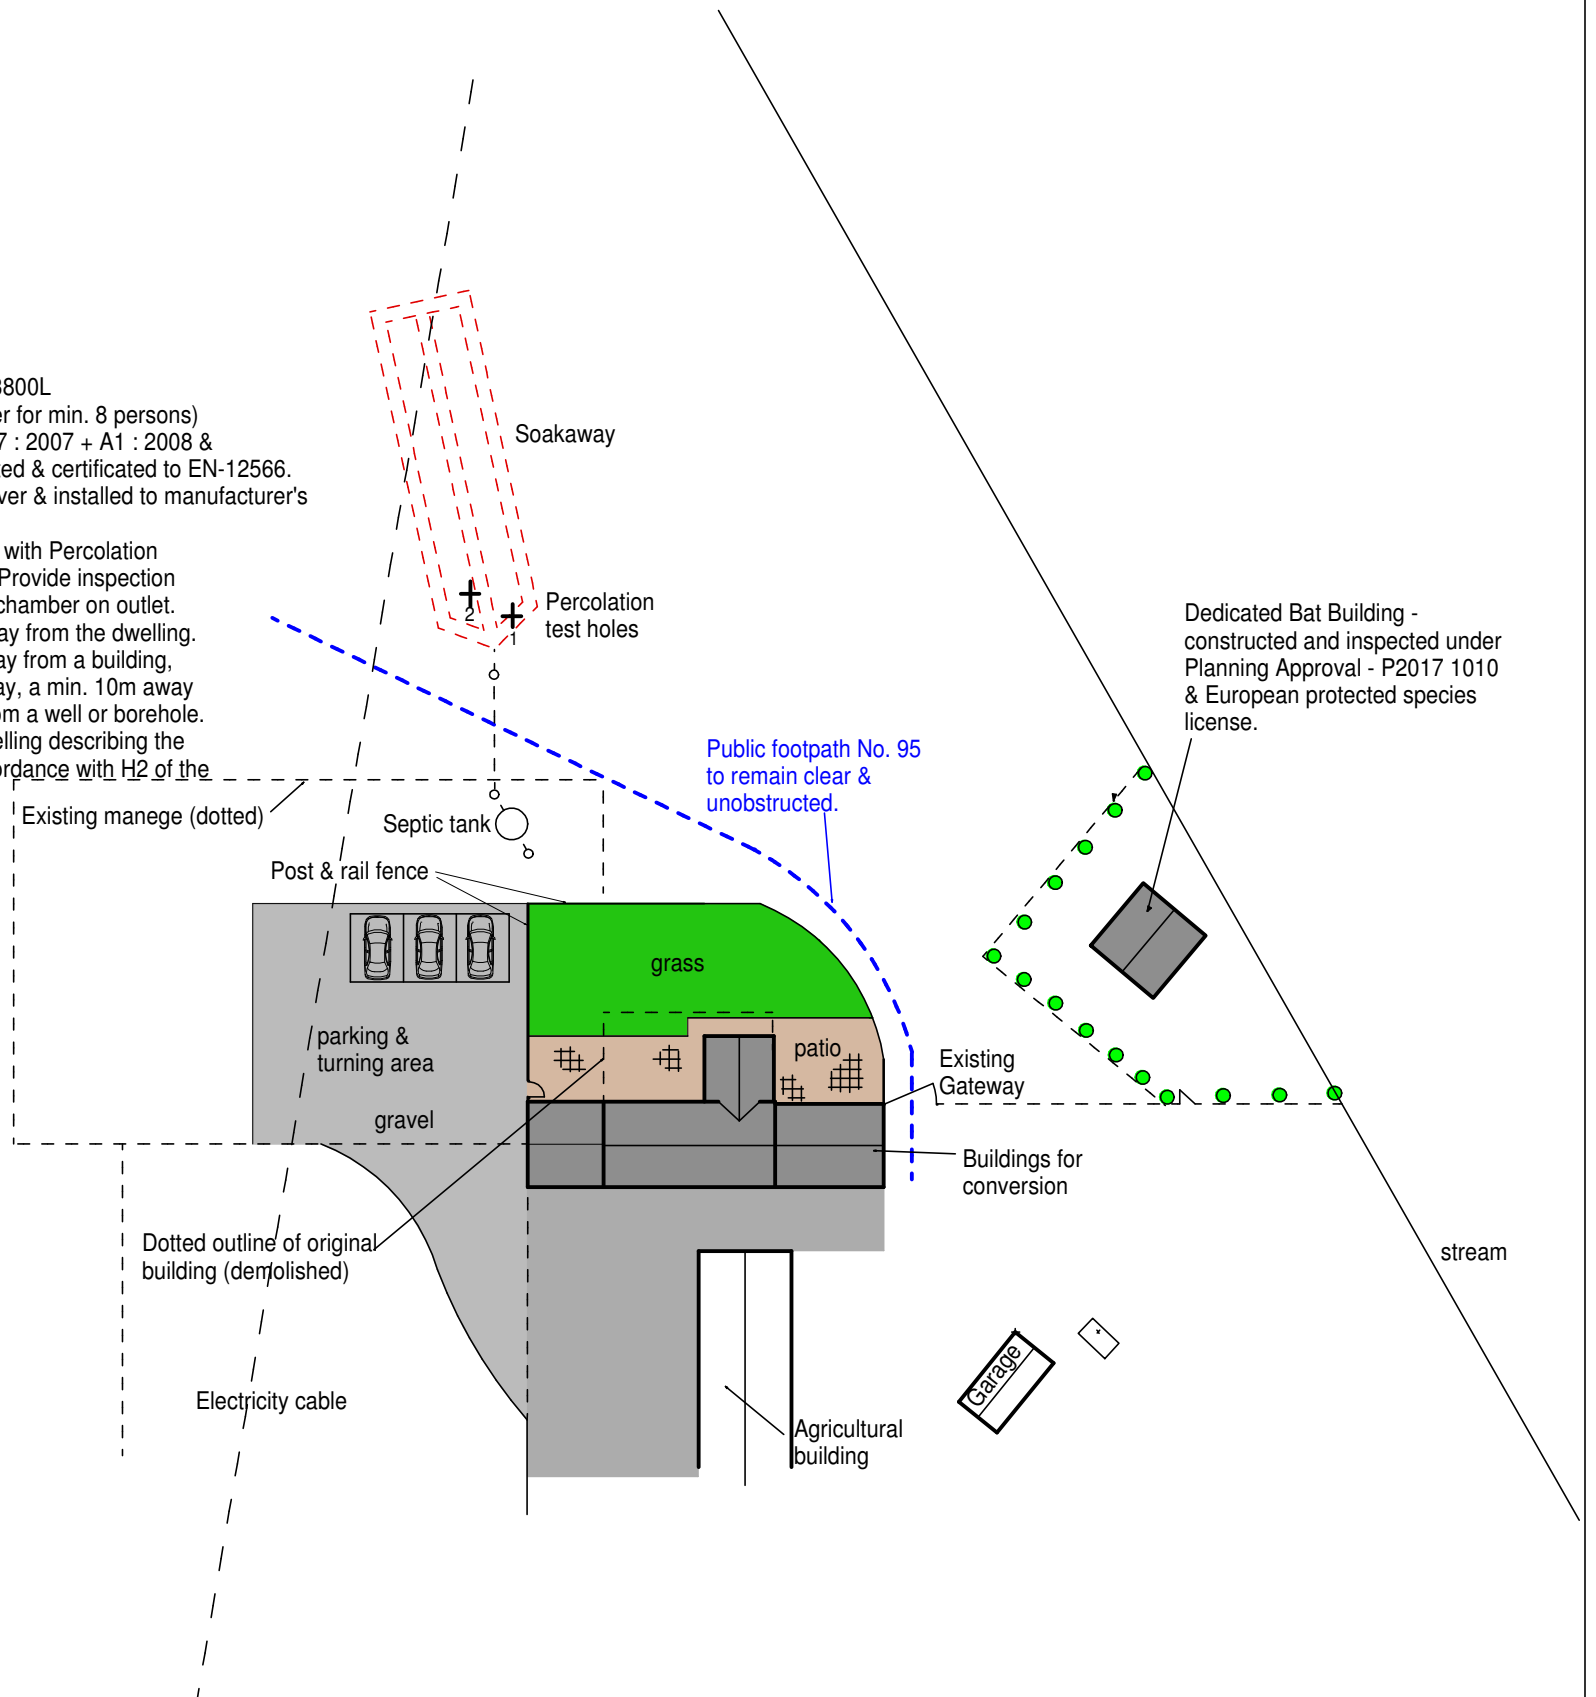 3800L
er for min. 8 persons)
7 : 2007 + A1 : 2008 &
ted & certificated to EN-12566.
ver & installed to manufacturer's
with Percolation
Provide inspection
chamber on outlet.
ay from the dwelling.
ay from a building,
ay, a min. 10m away
om a well or borehole.
elling describing the
ordance with H2 of the
Existing manege (dotted)
Soakaway
2
1
Percolation
test holes
Septic tank
Post & rail fence
Public footpath No. 95
to remain clear &
unobstructed.
Dedicated Bat Building -
constructed and inspected under
Planning Approval - P2017 1010
& European protected species
license.
grass
parking &
turning area
patio
gravel
Existing
Gateway
Buildings for
conversion
Dotted outline of original
building (demolished)
stream
Garage
Electricity cable
Agricultural
building